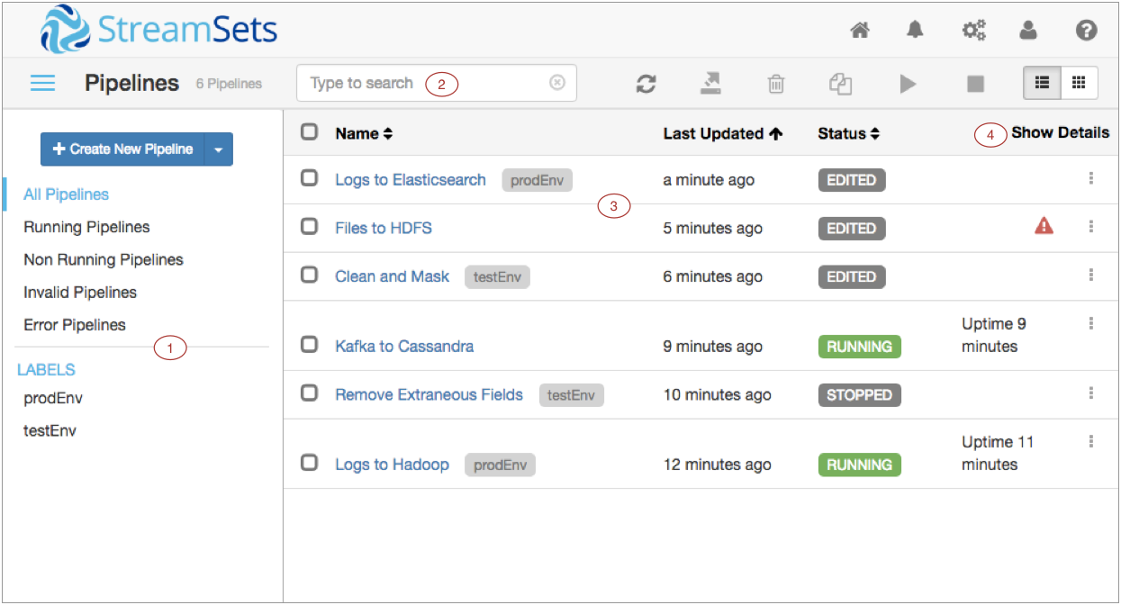 StreamSets
Pipelines 6 Pipelines Type to search 2
Create New Pipeline
All Pipelines
Running Pipelines
Non Running Pipelines
Invalid Pipelines
Error Pipelines
1
LABELS
prodEnv
testEnv
Name Last Updated Status 4 Show Details
Logs to Elasticsearch prodEnv a minute ago EDITED
3
Files to HDFS 5 minutes ago EDITED
Clean and Mask testEnv 6 minutes ago EDITED
Uptime 9
Kafka to Cassandra 9 minutes ago RUNNING minutes
Remove Extraneous Fields testEnv 10 minutes ago STOPPED
Uptime 11
Logs to Hadoop prodEnv 12 minutes ago RUNNING minutes